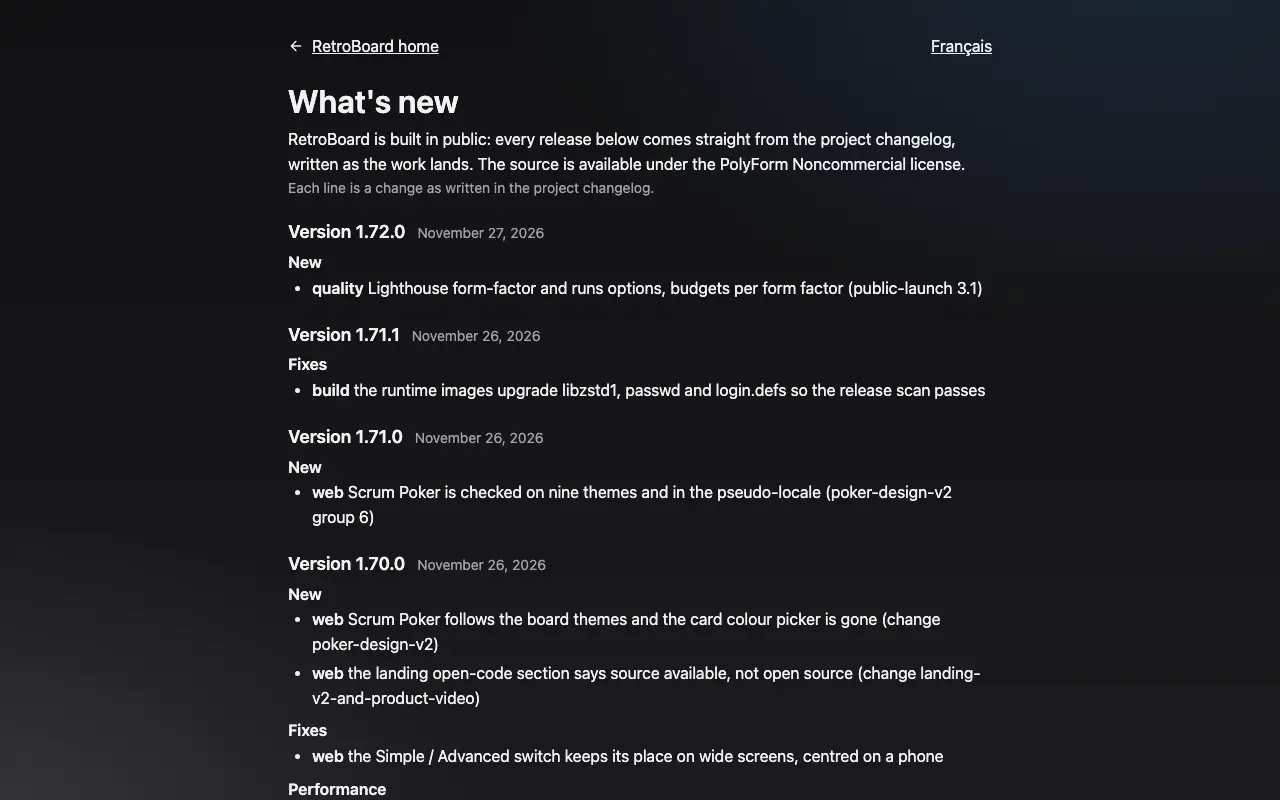 ← RetroBoard home
Français
What's new
RetroBoard is built in public: every release below comes straight from the project changelog,
written as the work lands. The source is available under the PolyForm Noncommercial license.
Each line is a change as written in the project changelog.
Version 1.72.0 November 27, 2026
New
• quality Lighthouse form-factor and runs options, budgets per form factor (public-launch 3.1)
Version 1.71.1 November 26, 2026
Fixes
• build the runtime images upgrade libzstd1, passwd and login.defs so the release scan passes
Version 1.71.0 November 26, 2026
New
• web Scrum Poker is checked on nine themes and in the pseudo-locale (poker-design-v2
group 6)
Version 1.70.0 November 26, 2026
New
• web Scrum Poker follows the board themes and the card colour picker is gone (change
poker-design-v2)
• web the landing open-code section says source available, not open source (change landing-
v2-and-product-video)
Fixes
• web the Simple / Advanced switch keeps its place on wide screens, centred on a phone
Performance